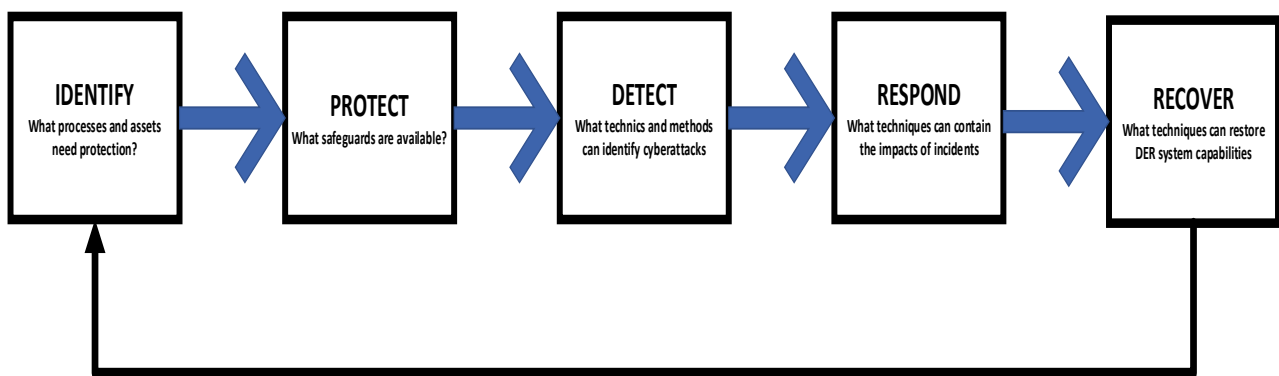 IDENTIFY
What processes and assets
need protection?
PROTECT
What safeguards are available?
DETECT
What technics and methods
can identify cyberattacks
RESPOND
What techniques can contain
the impacts of incidents
RECOVER
What techniques can restore
DER system capabilities